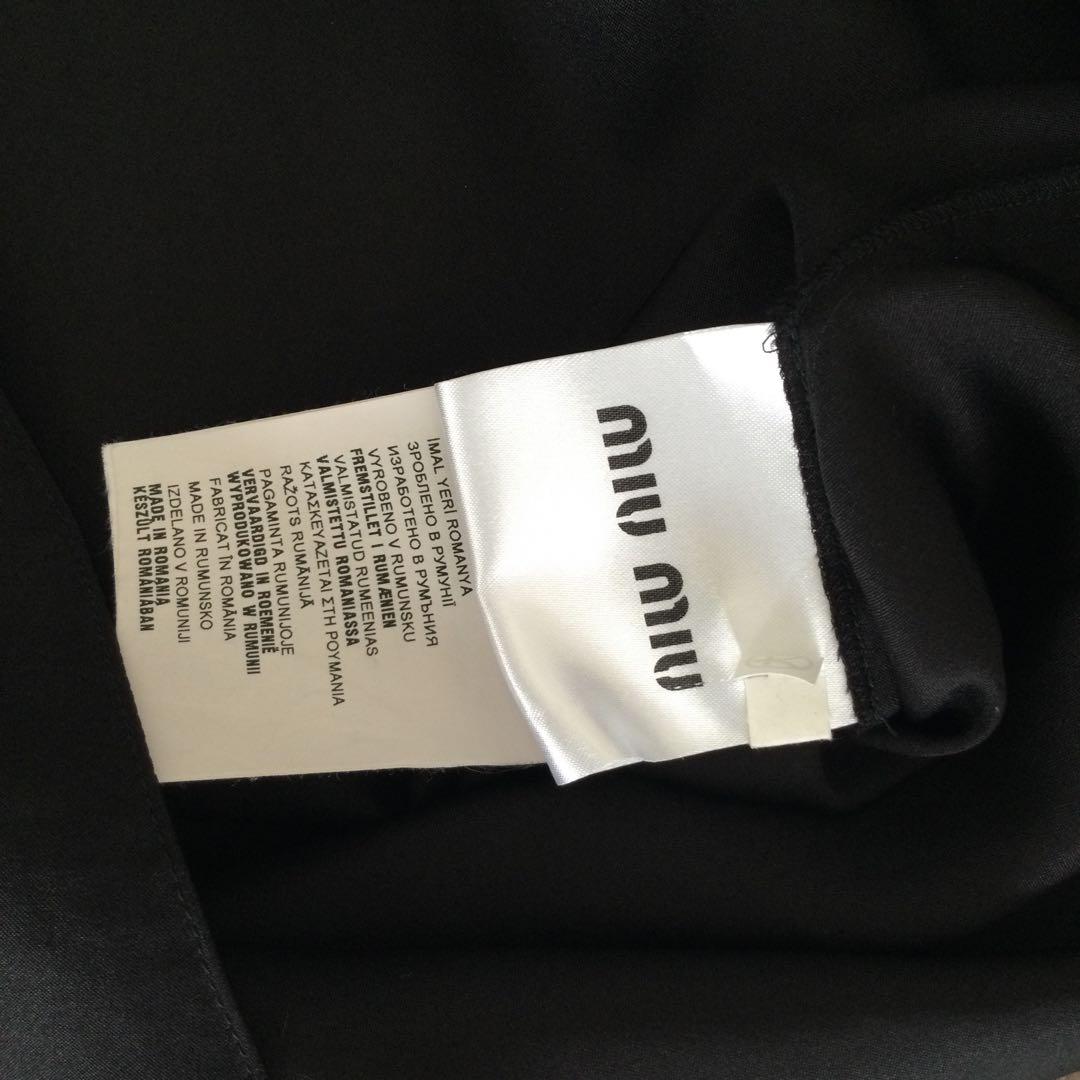 MIU MIU
IMAL YERİ ROMANYA
ЗРОБЛЕНО В РУМУНІЇ
ИЗРАБОТЕНО В РУМЪНИЯ
VYROBENO V RUMUNSKU
FREMSTILLET I RUMÆNIEN
VALMISTATUD RUMEENIAS
VALMISTETTU ROMANIASSA
ΚΑΤΑΣΚΕΥΑΖΕΤΑΙ ΣΤΗ ΡΟΥΜΑΝΙΑ
RAŽOTS RUMĀNIJĀ
PAGAMINTA RUMUNIJOJE
VERVAARDIGD IN ROEMENIË
WYPRODUKOWANO W RUMUNII
FABRICAT ÎN ROMÂNIA
MADE IN RUMUNSKO
IZDELANO V ROMUNIJI
MADE IN ROMANIA
KÉSZÜLT ROMÁNIÁBAN